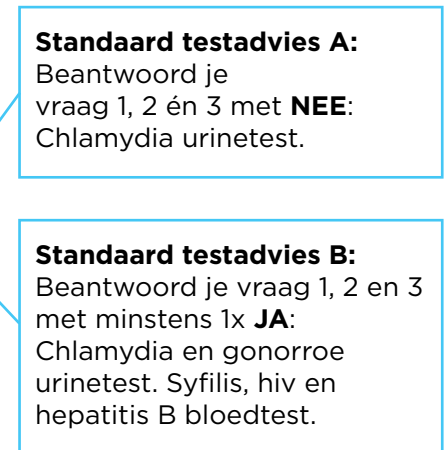 Standaard testadvies A:
Beantwoord je
vraag 1, 2 én 3 met NEE:
Chlamydia urinetest.
Standaard testadvies B:
Beantwoord je vraag 1, 2 en 3
met minstens 1x JA:
Chlamydia en gonorroe
urinetest. Syfilis, hiv en
hepatitis B bloedtest.